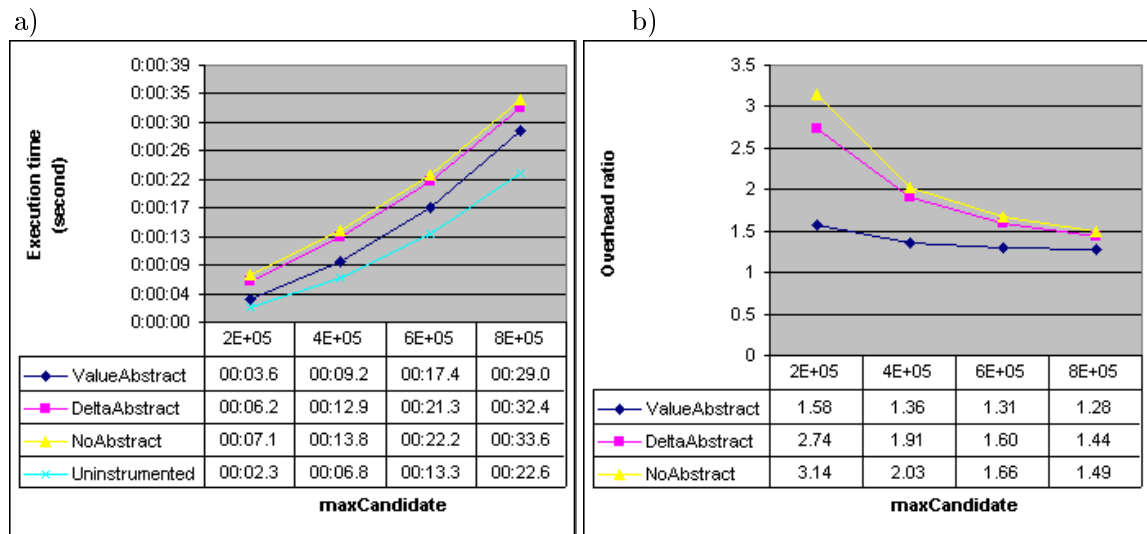 a)
Execution time
(second)
0:00:39
0:00:35
0:00:30
0:00:26
0:00:22
0:00:17
0:00:13
0:00:09
0:00:04
0:00:00
2E+05 4E+05 6E+05 8E+05
ValueAbstract 00:03.6 00:09.2 00:17.4 00:29.0
DeltaAbstract 00:06.2 00:12.9 00:21.3 00:32.4
NoAbstract 00:07.1 00:13.8 00:22.2 00:33.6
Uninstrumented 00:02.3 00:06.8 00:13.3 00:22.6
maxCandidate
b)
Overhead ratio
3.5
3
2.5
2
1.5
1
0.5
0
2E+05 4E+05 6E+05 8E+05
ValueAbstract 1.58 1.36 1.31 1.28
DeltaAbstract 2.74 1.91 1.60 1.44
NoAbstract 3.14 2.03 1.66 1.49
maxCandidate